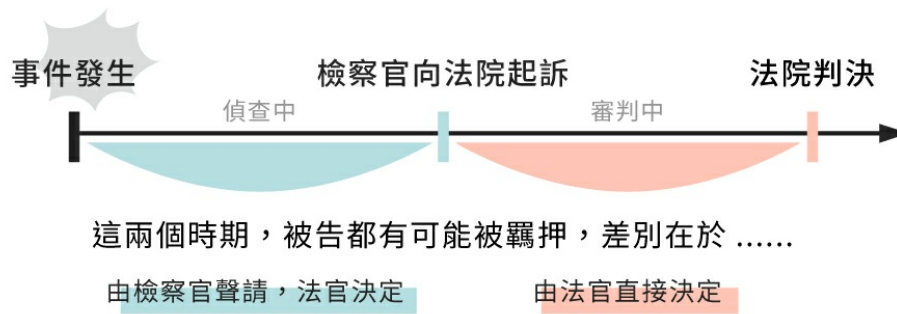 事件發生
檢察官向法院起訴
法院判決
偵查中
審判中
這兩個時期，被告都有可能被羈押，差別在於 ......
由檢察官聲請，法官決定
由法官直接決定